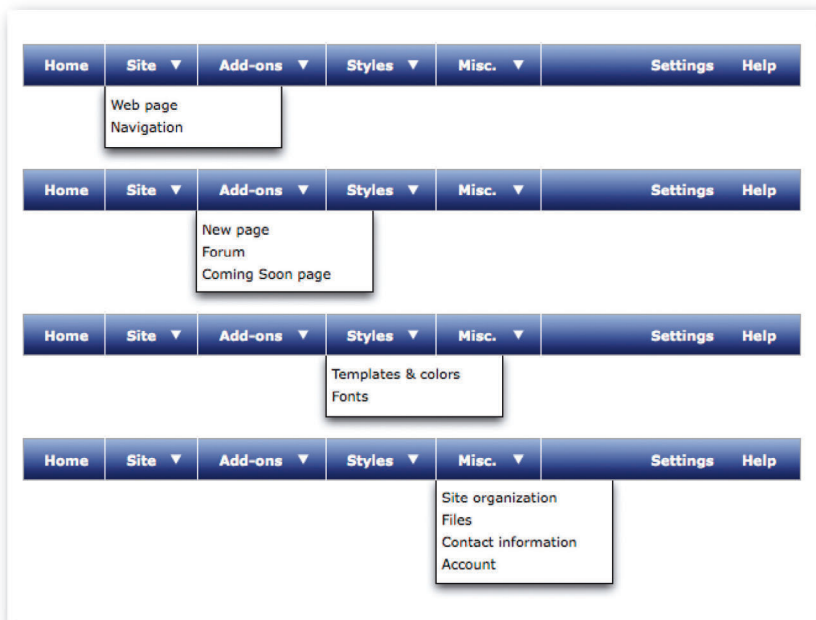 Home Site ▼ Add-ons ▼ Styles ▼ Misc. ▼ Settings Help
Web page
Navigation
Home Site ▼ Add-ons ▼ Styles ▼ Misc. ▼ Settings Help
New page
Forum
Coming Soon page
Home Site ▼ Add-ons ▼ Styles ▼ Misc. ▼ Settings Help
Templates & colors
Fonts
Home Site ▼ Add-ons ▼ Styles ▼ Misc. ▼ Settings Help
Site organization
Files
Contact information
Account